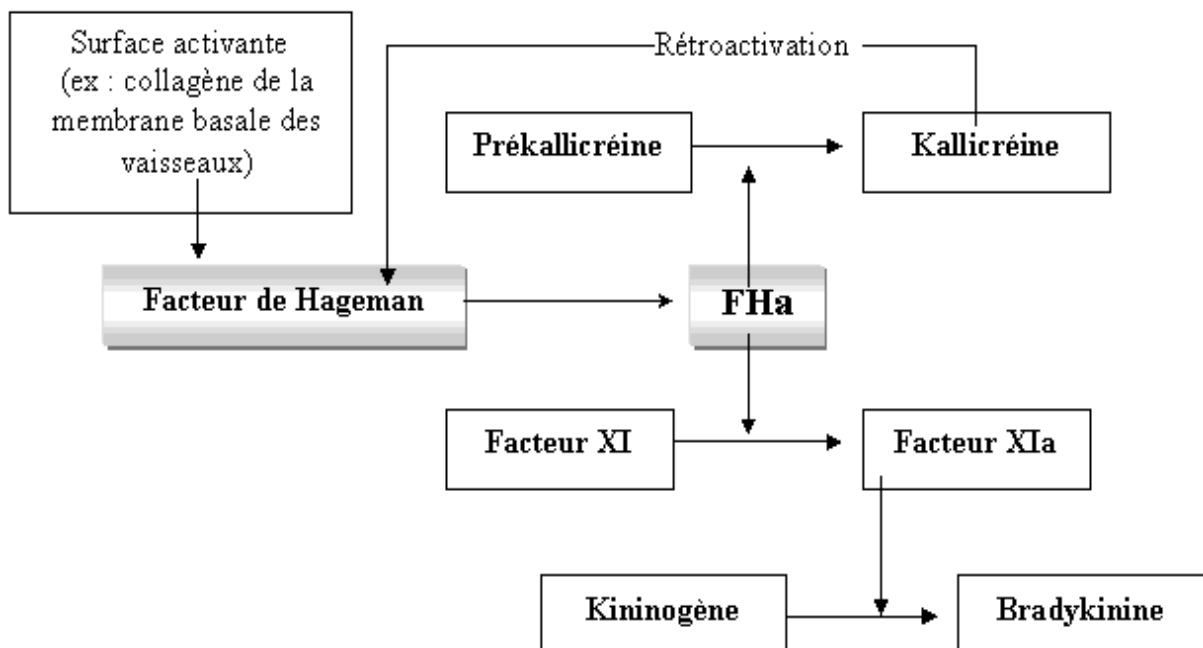 Surface activante
(ex : collagène de la
membrane basale des
vaisseaux)
Rétroactivation
Prékallicréine
Kallicréine
Facteur de Hageman
FHa
Facteur XI
Facteur XIa
Kininogène
Bradykinine